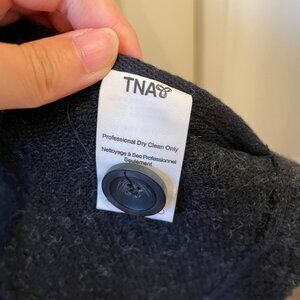 TNA
Professional Dry Clean Only
Nettoyage à Sec Professionnel
Seulement